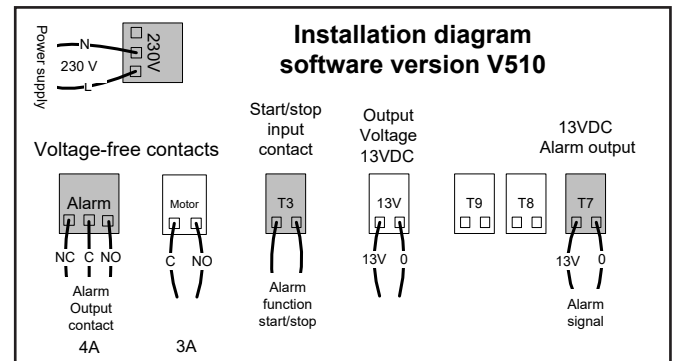 Installation diagram
software version V510
Power supply
N
230 V
L
230V
Voltage-free contacts
Start/stop
input
contact
Output
Voltage
13VDC
13VDC
Alarm output
Alarm
Motor
T3
13V
T9
T8
T7
NC C NO
C NO
13V 0
13V 0
Alarm
Output
contact
4A
3A
Alarm
function
start/stop
Alarm
signal